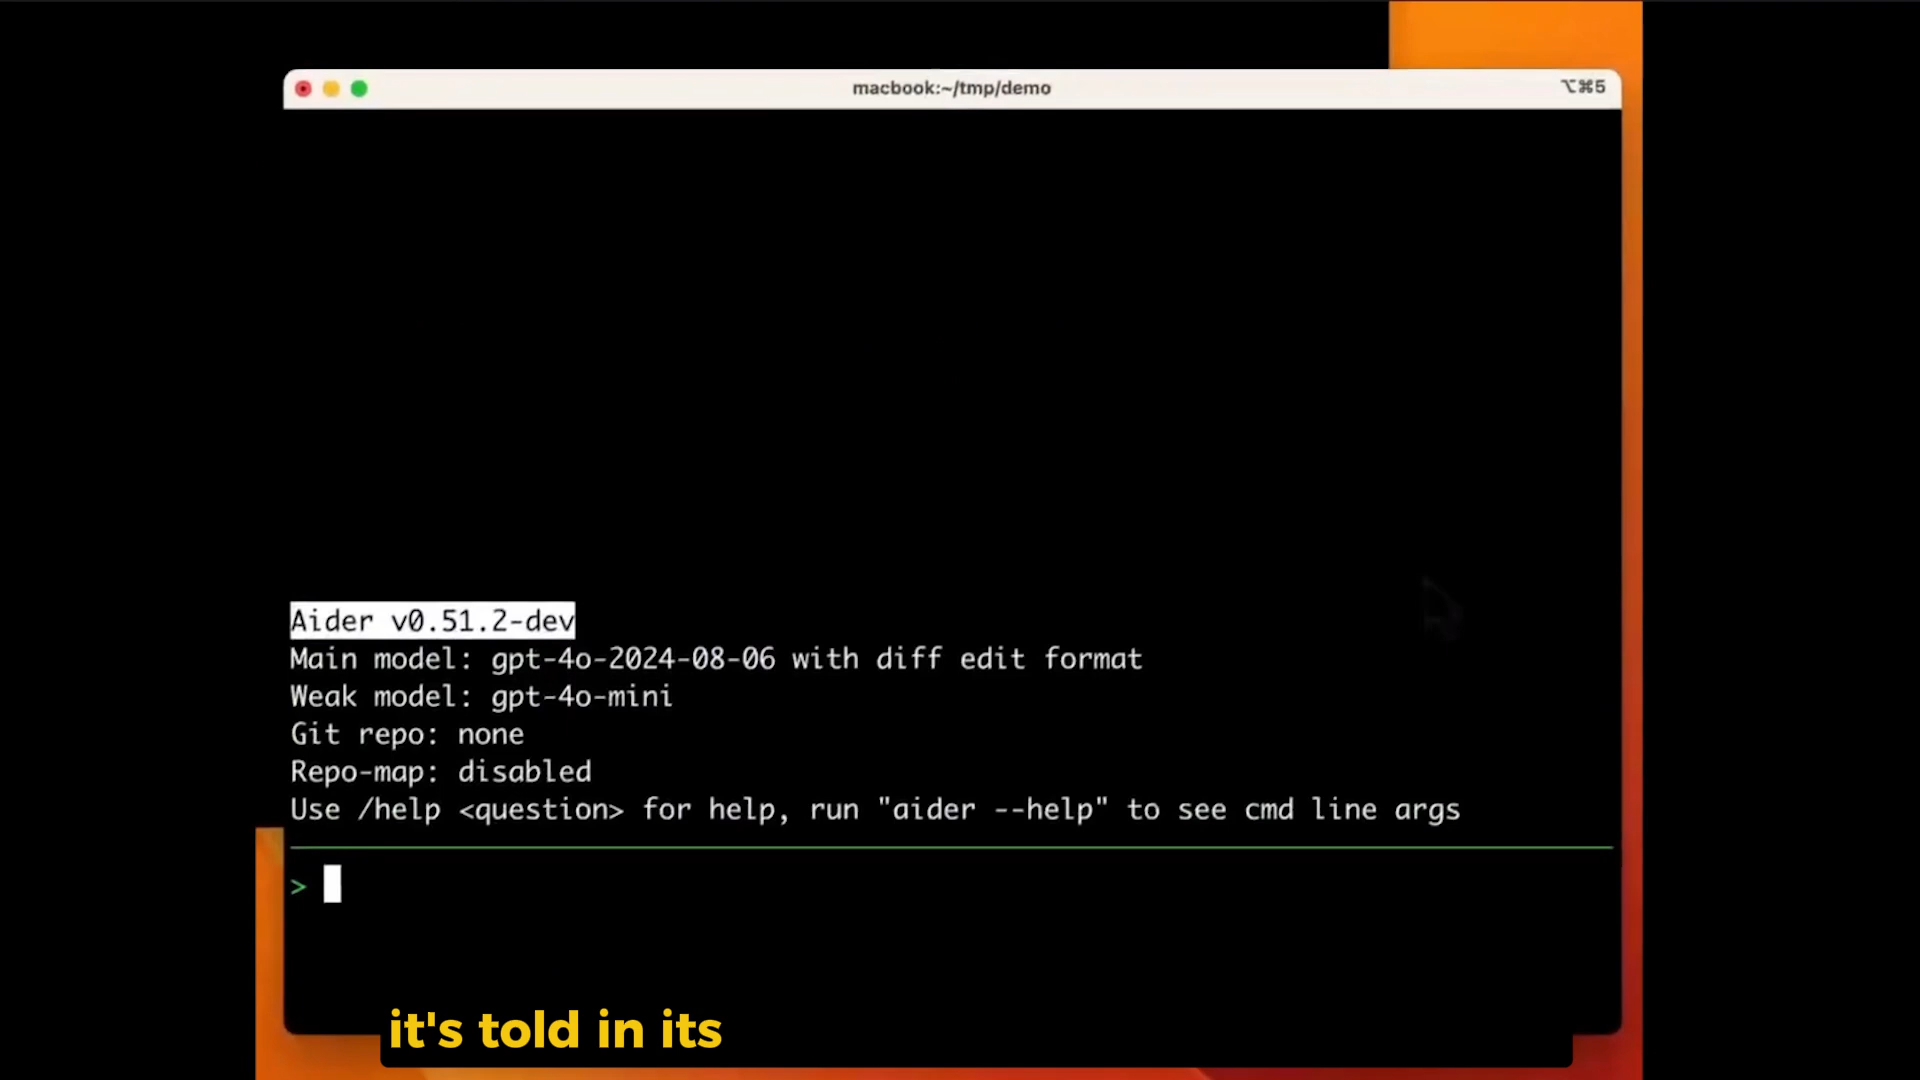 macbook:~/tmp/demo
⌥⌘5
Aider v0.51.2-dev
Main model: gpt-4o-2024-08-06 with diff edit format
Weak model: gpt-4o-mini
Git repo: none
Repo-map: disabled
Use /help <question> for help, run "aider --help" to see cmd line args
>
it's told in its